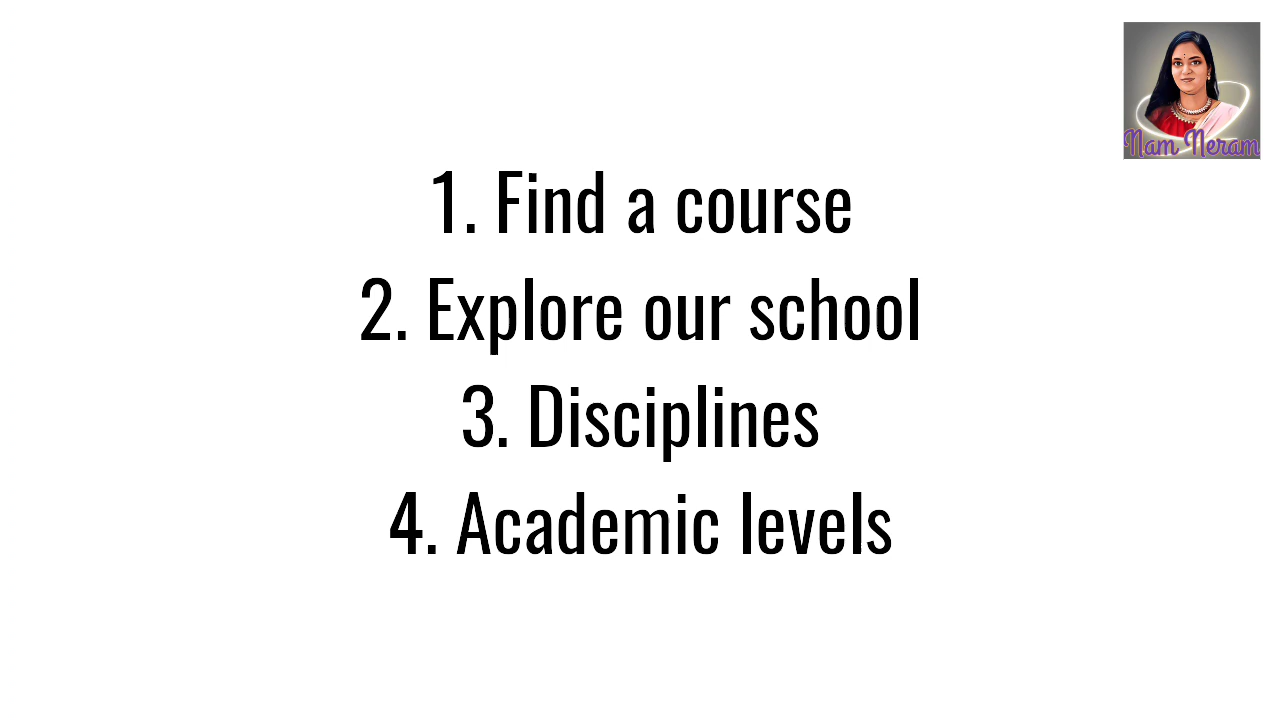 Nam Neram
1. Find a course
2. Explore our school
3. Disciplines
4. Academic levels